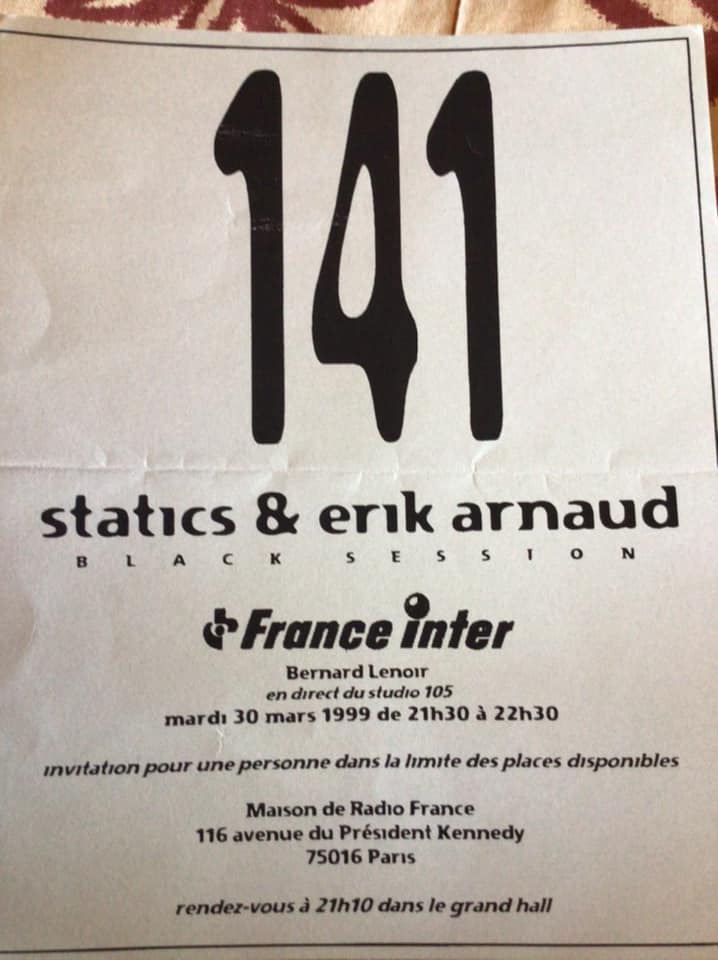 141
statics & erik arnaud
BLACK SESSION
France inter
Bernard Lenoir
en direct du studio 105
mardi 30 mars 1999 de 21h30 à 22h30
invitation pour une personne dans la limite des places disponibles
Maison de Radio France
116 avenue du Président Kennedy
75016 Paris
rendez-vous à 21h10 dans le grand hall